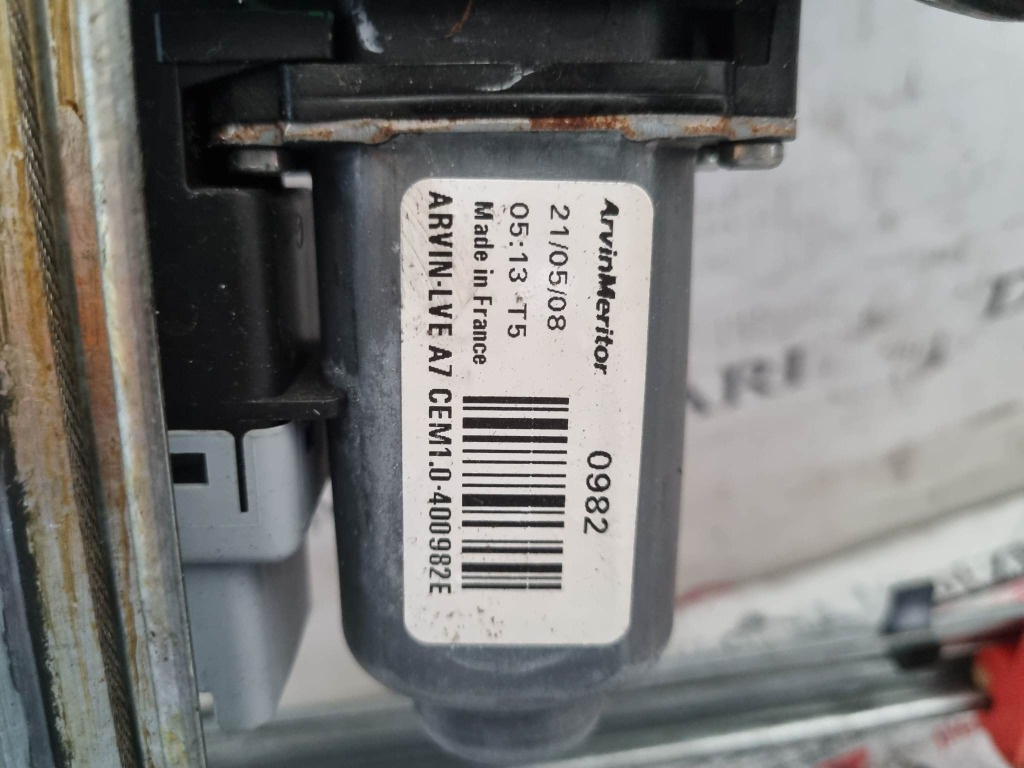 ArvinMeritor 0982
21/05/08
05:13 T5
Made in France
ARVIN-LVE A7 CEM1.0-400982E